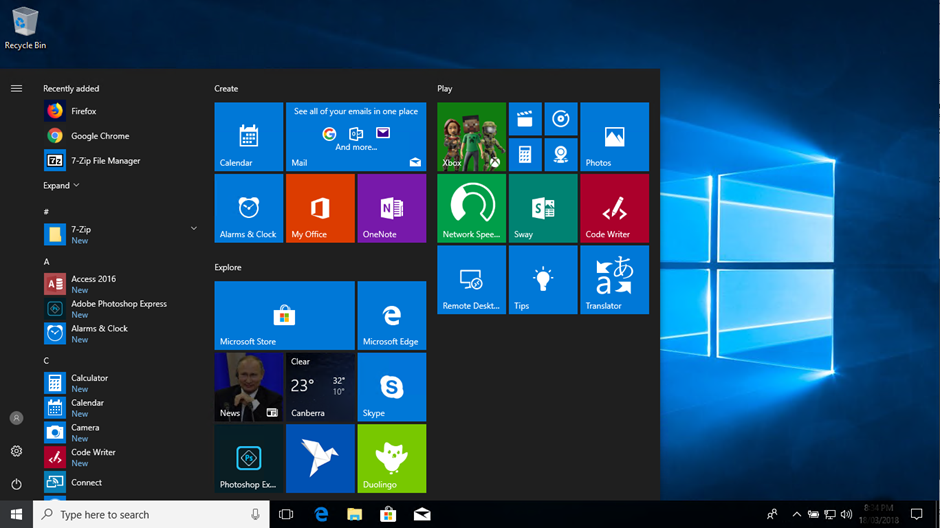 Recycle Bin
Recently added
Firefox
Google Chrome
7-Zip File Manager
Expand
#
7-Zip
New
A
Access 2016
New
Adobe Photoshop Express
New
Alarms & Clock
New
C
Calculator
New
Calendar
New
Camera
New
Code Writer
New
Connect
Create
Calendar
See all of your emails in one place
And more...
Mail
Alarms & Clock
My Office
OneNote
Explore
Microsoft Store
Microsoft Edge
News
Clear
23°
32°
10°
Canberra
Skype
Photoshop Ex...
Duolingo
Play
Xbox
Photos
Network Spee...
Sway
Code Writer
Remote Deskt...
Tips
Translator
Type here to search
18/03/2018